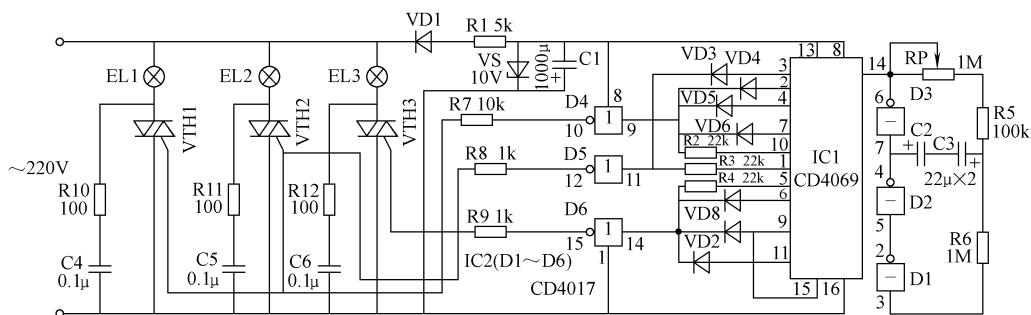 VD1
R1 5k
VS
10V
1000μ
+
C1
EL1
EL2
EL3
VTH1
VTH2
VTH3
R7 10k
D4
8
1
10
9
R8 1k
D5
1
12
11
R9 1k
D6
1
15
14
1
IC2(D1～D6)
CD4017
～220V
R10
100
R11
100
R12
100
C4
0.1μ
C5
0.1μ
C6
0.1μ
VD3
VD4
VD5
VD6
R2 22k
R3 22k
R4 22k
VD8
VD2
13
8
3
2
4
7
10
1
5
6
9
11
15
16
14
IC1
CD4069
RP
1M
D3
6
7
C2
C3
+
+
22μ×2
R5
100k
4
D2
5
2
D1
3
R6
1M